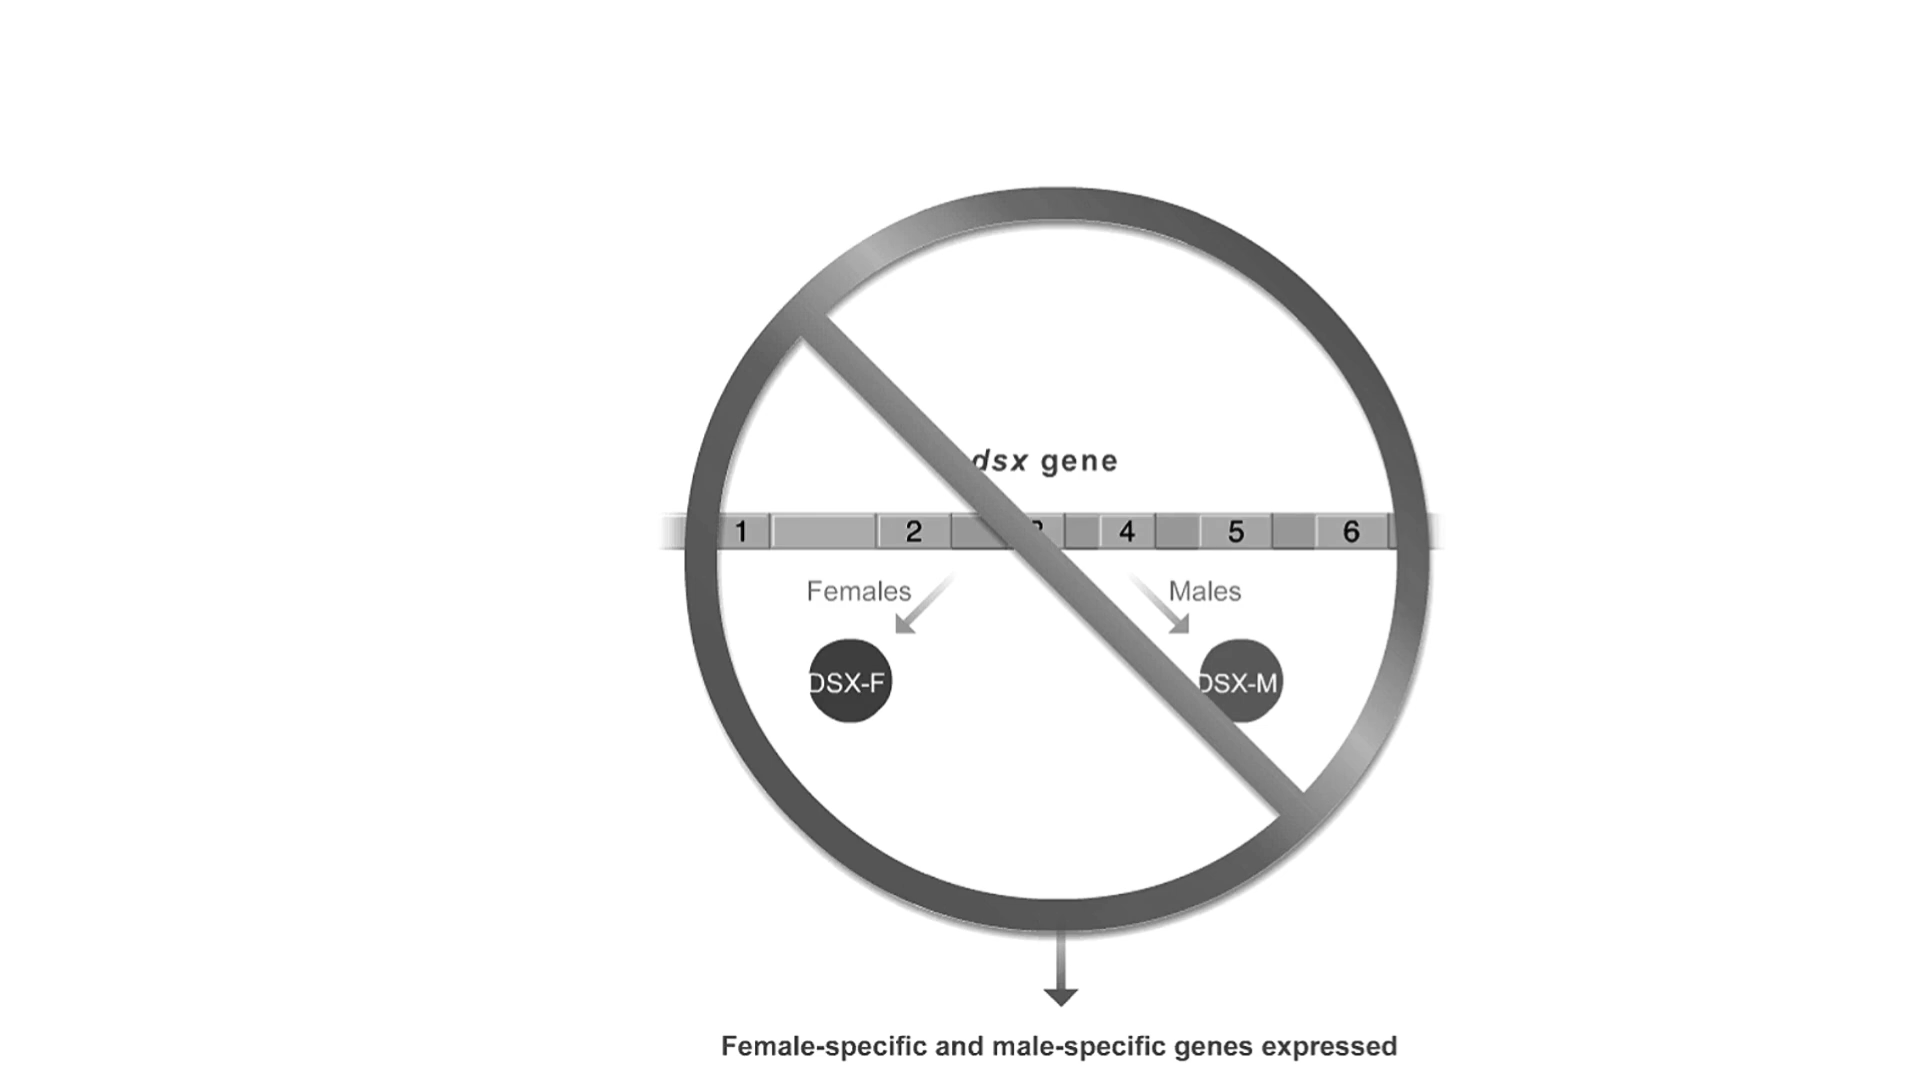 dsx gene
1 2 4 5 6
Females Males
DSX-F DSX-M
Female-specific and male-specific genes expressed